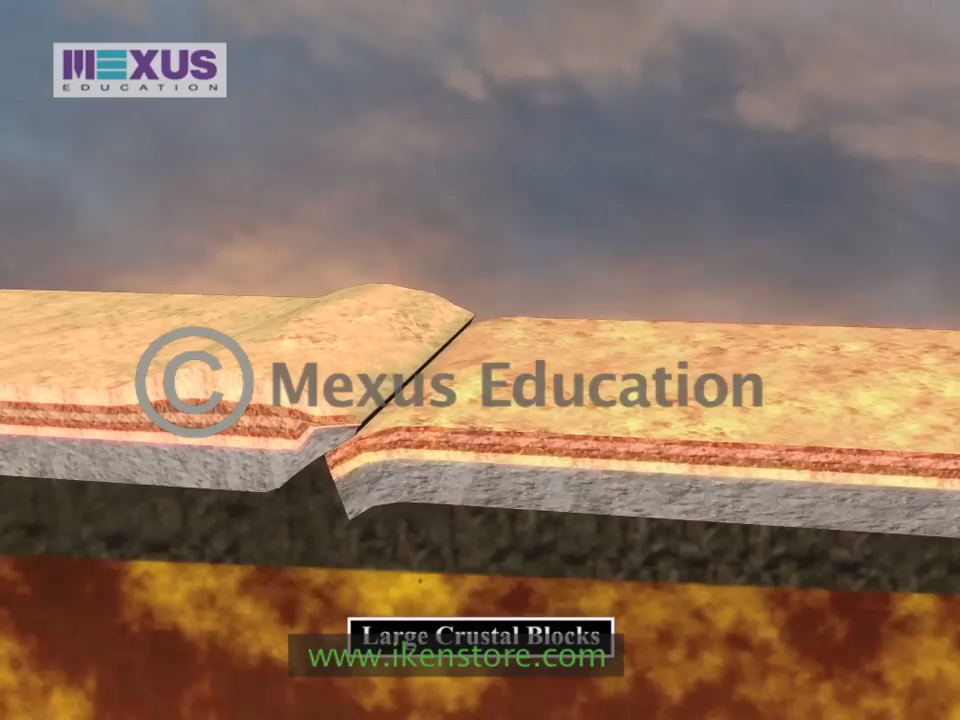 MEXUS
EDUCATION
© Mexus Education
Large Crustal Blocks
www.ikenstore.com